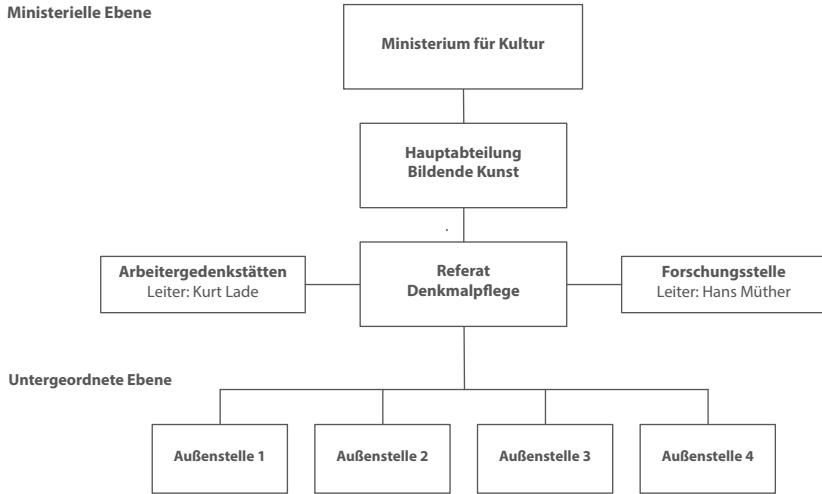 Ministerielle Ebene
Ministerium für Kultur
Hauptabteilung
Bildende Kunst
Arbeitergedenkstätten
Leiter: Kurt Lade
Referat
Denkmalpflege
Forschungsstelle
Leiter: Hans Müther
Untergeordnete Ebene
Außenstelle 1
Außenstelle 2
Außenstelle 3
Außenstelle 4